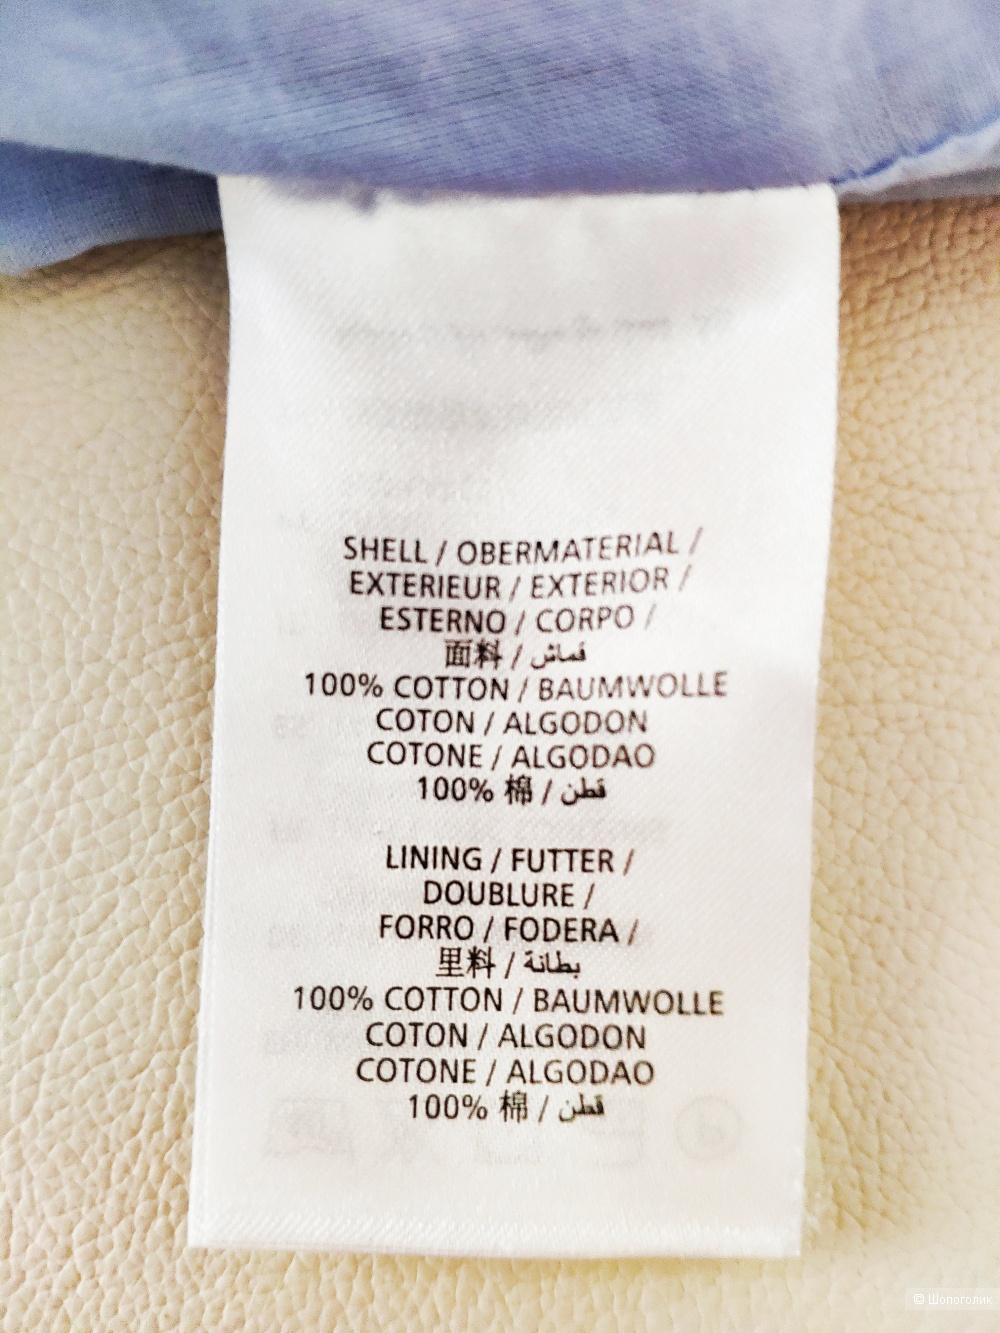 SHELL / OBERMATERIAL /
EXTERIEUR / EXTERIOR /
ESTERNO / CORPO /
面料 / قماش
100% COTTON / BAUMWOLLE
COTON / ALGODON
COTONE / ALGODAO
100% 棉 / قطن
LINING / FUTTER /
DOUBLURE /
FORRO / FODERA /
里料 / بطانة
100% COTTON / BAUMWOLLE
COTON / ALGODON
COTONE / ALGODAO
100% 棉 / قطن
© Шопоголик